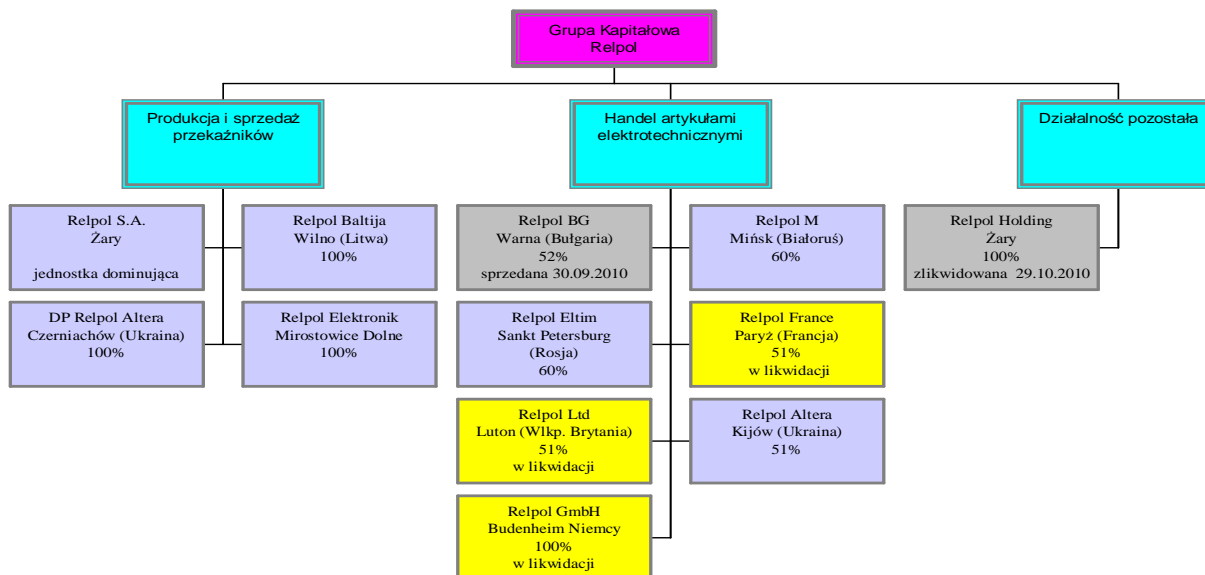 Grupa Kapitałowa
Relpol
Produkcja i sprzedaż
przekaźników
Handel artykułami
elektrotechnicznymi
Działalność pozostała
Relpol S.A.
Żary
jednostka dominująca
Relpol Baltija
Wilno (Litwa)
100%
Relpol BG
Warna (Bułgaria)
52%
sprzedana 30.09.2010
Relpol M
Mińsk (Białoruś)
60%
Relpol Holding
Żary
100%
zlikwidowana 29.10.2010
DP Relpol Altera
Czerniachów (Ukraina)
100%
Relpol Elektronik
Mirostowice Dolne
100%
Relpol Eltim
Sankt Petersburg
(Rosja)
60%
Relpol France
Paryż (Francja)
51%
w likwidacji
Relpol Ltd
Luton (Wlkp. Brytania)
51%
w likwidacji
Relpol Altera
Kijów (Ukraina)
51%
Relpol GmbH
Budenheim Niemcy
100%
w likwidacji